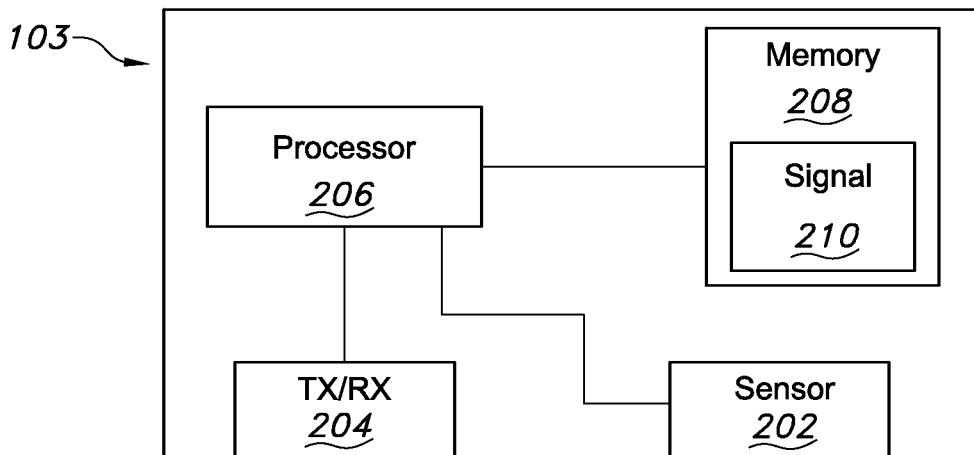 103
Memory
208
Processor
206
Signal
210
TX/RX
204
Sensor
202